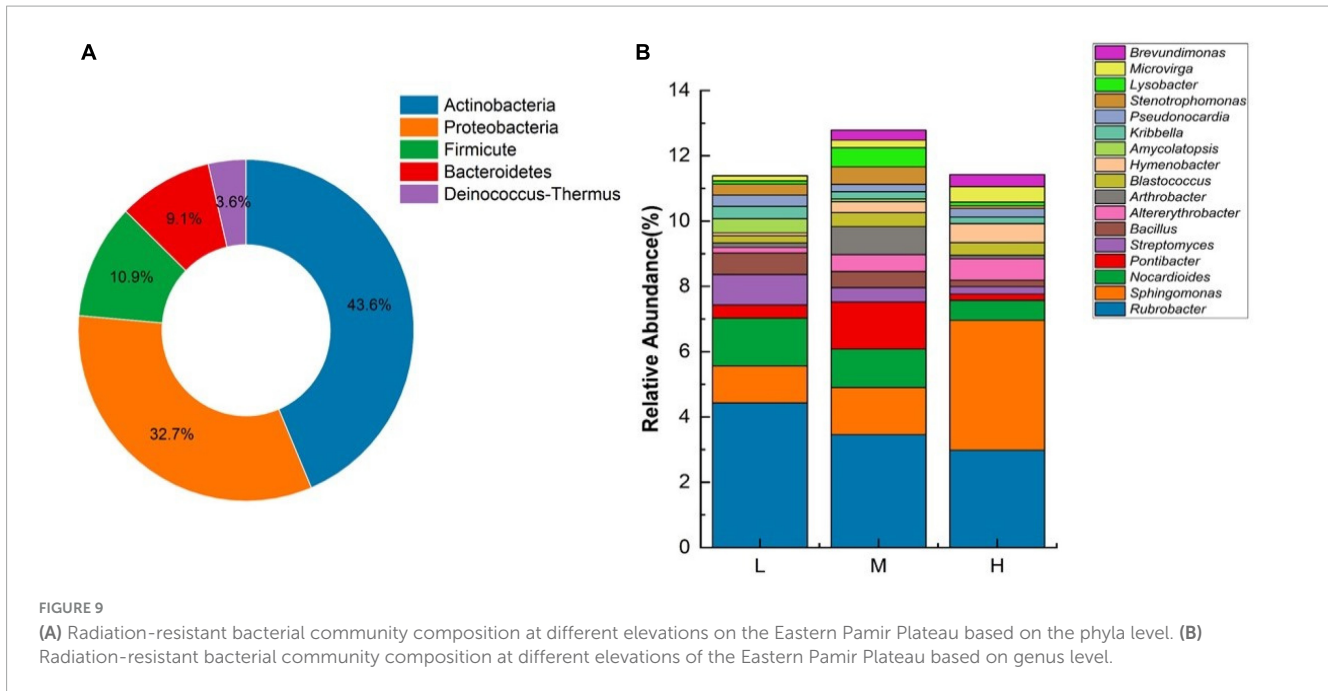 A
Actinobacteria
Proteobacteria
Firmicute
Bacteroidetes
Deinococcus-Thermus
3.6%
9.1%
10.9%
43.6%
32.7%
B
Relative Abundance(%)
14
12
10
8
6
4
2
0
L M H
Brevundimonas
Microvirga
Lysobacter
Stenotrophomonas
Pseudonocardia
Kribbella
Amycolatopsis
Hymenobacter
Blastococcus
Arthrobacter
Altererythrobacter
Bacillus
Streptomyces
Pontibacter
Nocardioides
Sphingomonas
Rubrobacter
FIGURE 9
(A) Radiation-resistant bacterial community composition at different elevations on the Eastern Pamir Plateau based on the phyla level. (B)
Radiation-resistant bacterial community composition at different elevations of the Eastern Pamir Plateau based on genus level.